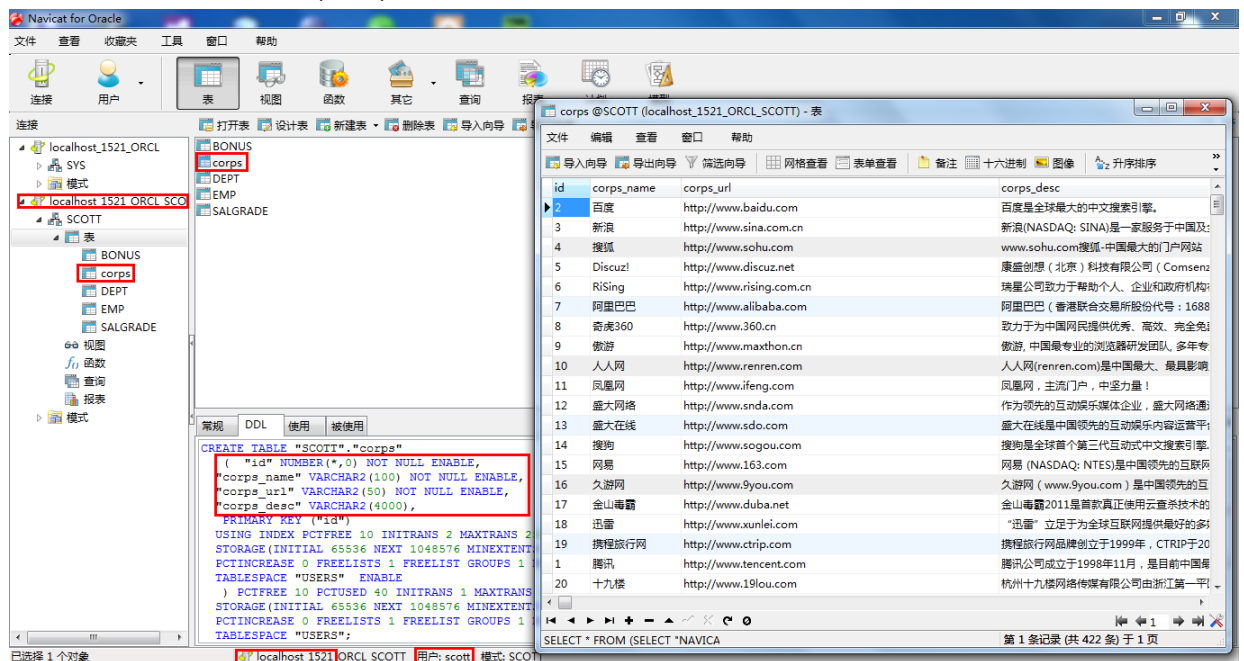 Navicat for Oracle
文件 查看 收藏夹 工具 窗口 帮助
连接 用户 表 视图 函数 其它 查询 报表 计划 模型
连接
打开表 设计表 新建表 删除表 导入向导
localhost_1521_ORCL
SYS
模式
localhost_1521_ORCL_SCO
SCOTT
表
BONUS
corps
DEPT
EMP
SALGRADE
视图
函数
查询
报表
模式
BONUS
corps
DEPT
EMP
SALGRADE
常规 DDL 使用 被使用
CREATE TABLE "SCOTT"."corps"
( "id" NUMBER(*,0) NOT NULL ENABLE,
"corps_name" VARCHAR2(100) NOT NULL ENABLE,
"corps_url" VARCHAR2(50) NOT NULL ENABLE,
"corps_desc" VARCHAR2(4000),
PRIMARY KEY ("id")
USING INDEX PCTFREE 10 INITRANS 2 MAXTRANS 2
STORAGE(INITIAL 65536 NEXT 1048576 MINEXTENT
PCTINCREASE 0 FREELISTS 1 FREELIST GROUPS 1
TABLESPACE "USERS" ENABLE
) PCTFREE 10 PCTUSED 40 INITRANS 1 MAXTRANS
STORAGE(INITIAL 65536 NEXT 1048576 MINEXTENT
PCTINCREASE 0 FREELISTS 1 FREELIST GROUPS 1
TABLESPACE "USERS";
已选择 1 个对象 localhost_1521_ORCL_SCOTT 用户: scott 模式: SCOT
corps @SCOTT (localhost_1521_ORCL_SCOTT) - 表
文件 编辑 查看 窗口 帮助
导入向导 导出向导 筛选向导 网格查看 表单查看 备注 十六进制 图像 升序排序
id corps_name corps_url corps_desc
2 百度 http://www.baidu.com 百度是全球最大的中文搜索引擎。
3 新浪 http://www.sina.com.cn 新浪(NASDAQ: SINA)是一家服务于中国及
4 搜狐 http://www.sohu.com www.sohu.com搜狐-中国最大的门户网站
5 Discuz! http://www.discuz.net 康盛创想（北京）科技有限公司（Comsenz
6 RiSing http://www.rising.com.cn 瑞星公司致力于帮助个人、企业和政府机构
7 阿里巴巴 http://www.alibaba.com 阿里巴巴（香港联合交易所股份代号：1688
8 奇虎360 http://www.360.cn 致力于为中国网民提供优秀、高效、完全免
9 傲游 http://www.maxthon.cn 傲游, 中国最专业的浏览器研发团队, 多年专
10 人人网 http://www.renren.com 人人网(renren.com)是中国最大、最具影响
11 凤凰网 http://www.ifeng.com 凤凰网，主流门户，中坚力量！
12 盛大网络 http://www.snda.com 作为领先的互动娱乐媒体企业，盛大网络通
13 盛大在线 http://www.sdo.com 盛大在线是中国领先的互动娱乐内容运营平
14 搜狗 http://www.sogou.com 搜狗是全球首个第三代互动式中文搜索引擎.
15 网易 http://www.163.com 网易 (NASDAQ: NTES)是中国领先的互联网
16 久游网 http://www.9you.com 久游网（www.9you.com）是中国领先的互
17 金山毒霸 http://www.duba.net 金山毒霸2011是首款真正使用云查杀技术的
18 迅雷 http://www.xunlei.com “迅雷”立足于为全球互联网提供最好的多
19 携程旅行网 http://www.ctrip.com 携程旅行网品牌创立于1999年，CTRIP于20
1 腾讯 http://www.tencent.com 腾讯公司成立于1998年11月，是目前中国最
20 十九楼 http://www.19lou.com 杭州十九楼网络传媒有限公司由浙江第一平
1
SELECT * FROM (SELECT "NAVICA 第 1 条记录 (共 422 条) 于 1 页